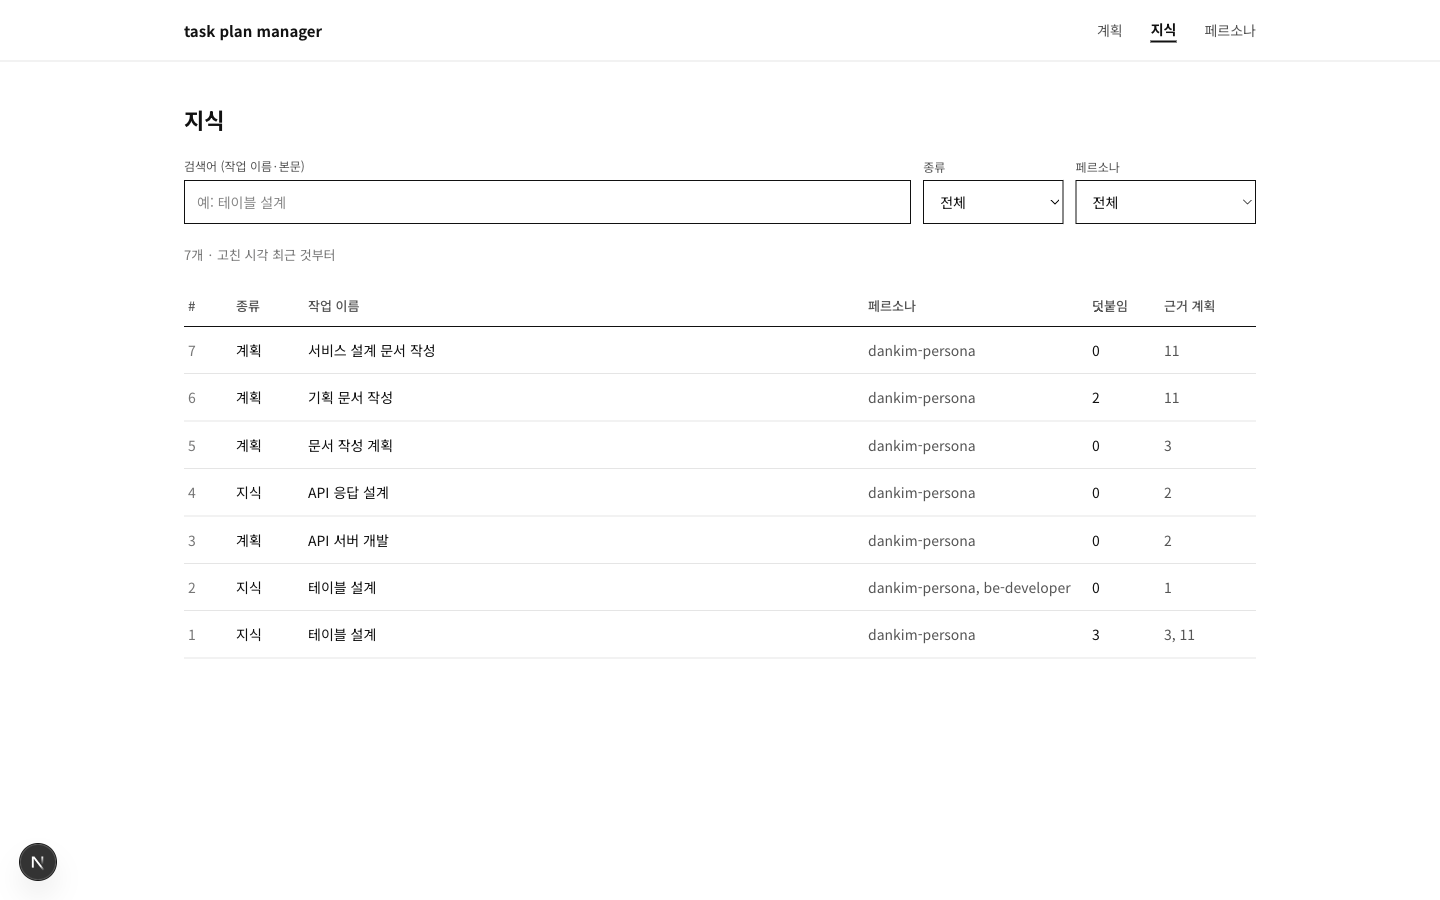 task plan manager 계획 지식 페르소나
지식
검색어 (작업 이름·본문) 종류 페르소나
예: 테이블 설계 전체 전체
7개 · 고친 시각 최근 것부터
# 종류 작업 이름 페르소나 덧붙임 근거 계획
7 계획 서비스 설계 문서 작성 dankim-persona 0 11
6 계획 기획 문서 작성 dankim-persona 2 11
5 계획 문서 작성 계획 dankim-persona 0 3
4 지식 API 응답 설계 dankim-persona 0 2
3 계획 API 서버 개발 dankim-persona 0 2
2 지식 테이블 설계 dankim-persona, be-developer 0 1
1 지식 테이블 설계 dankim-persona 3 3, 11
N